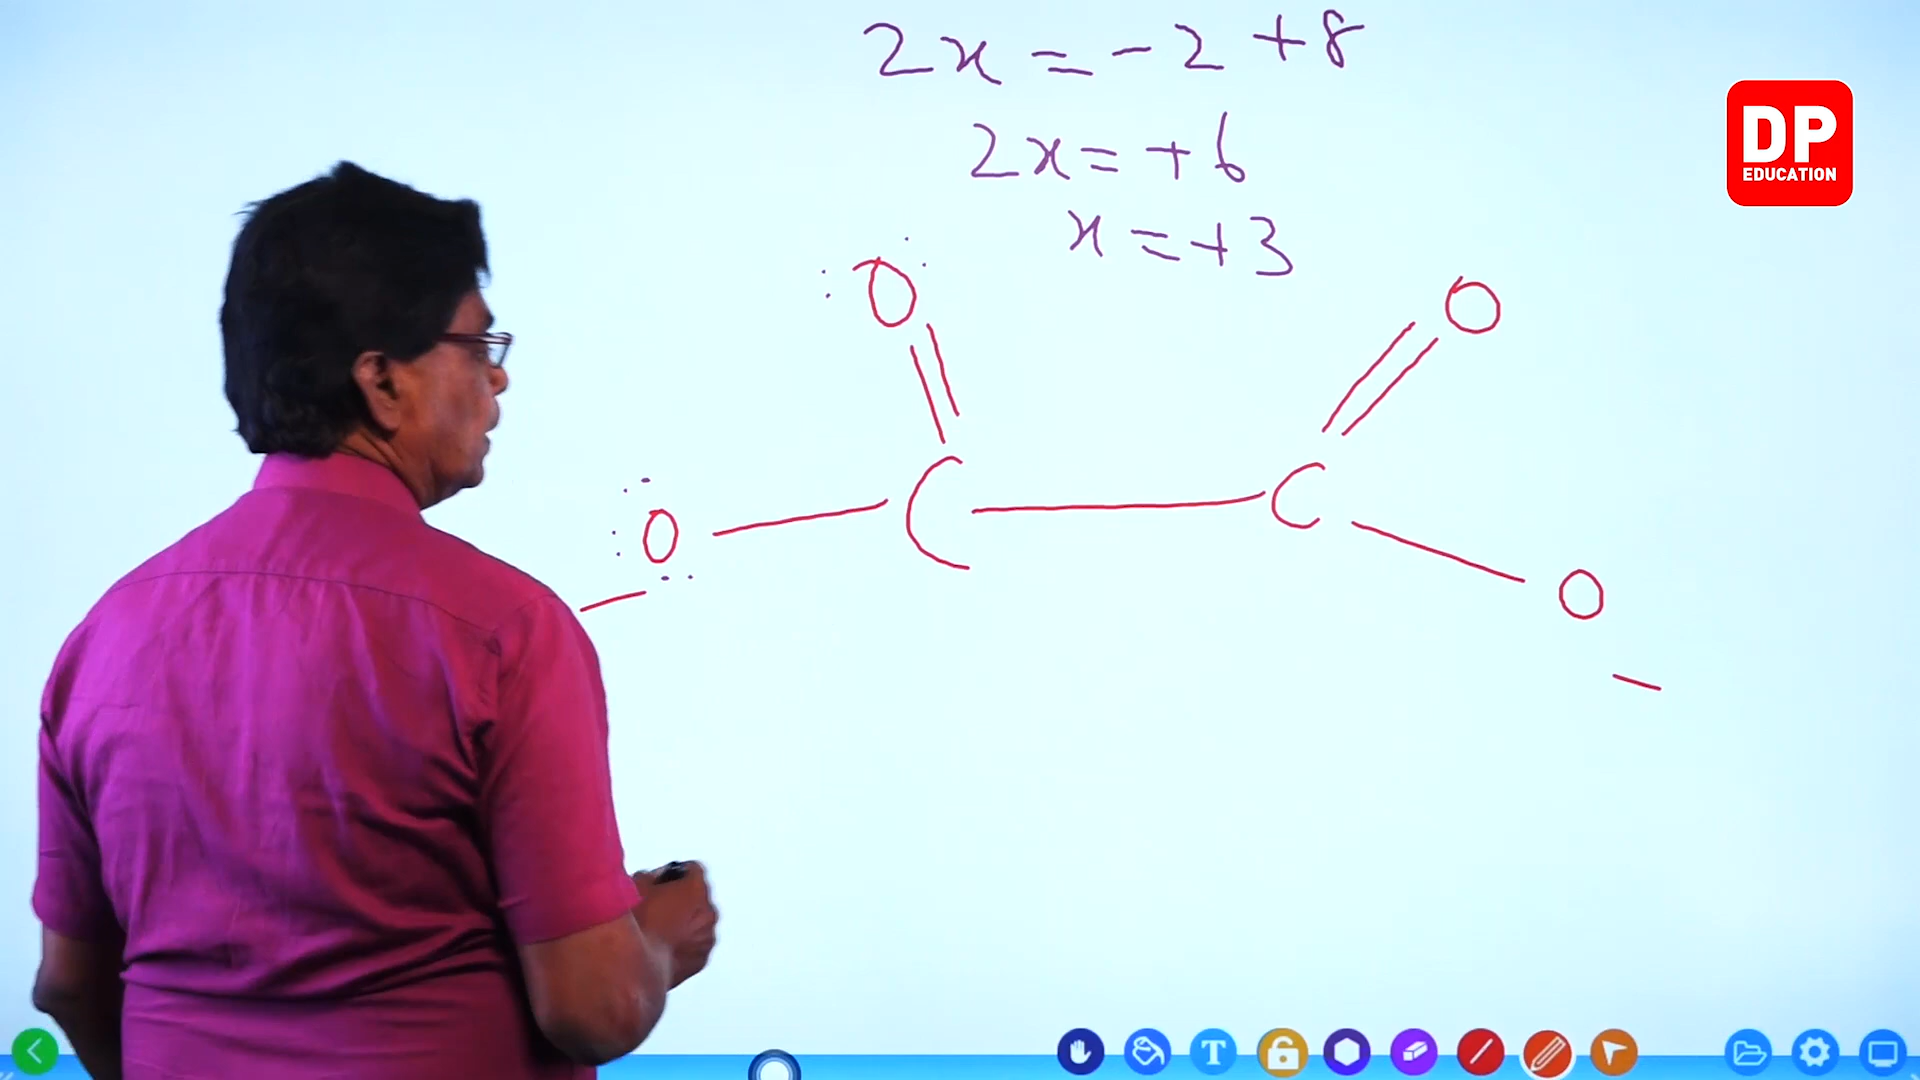 2x = -2 +8
2x = +6
x = +3
DP
EDUCATION
O
O
O
C
C
O
T